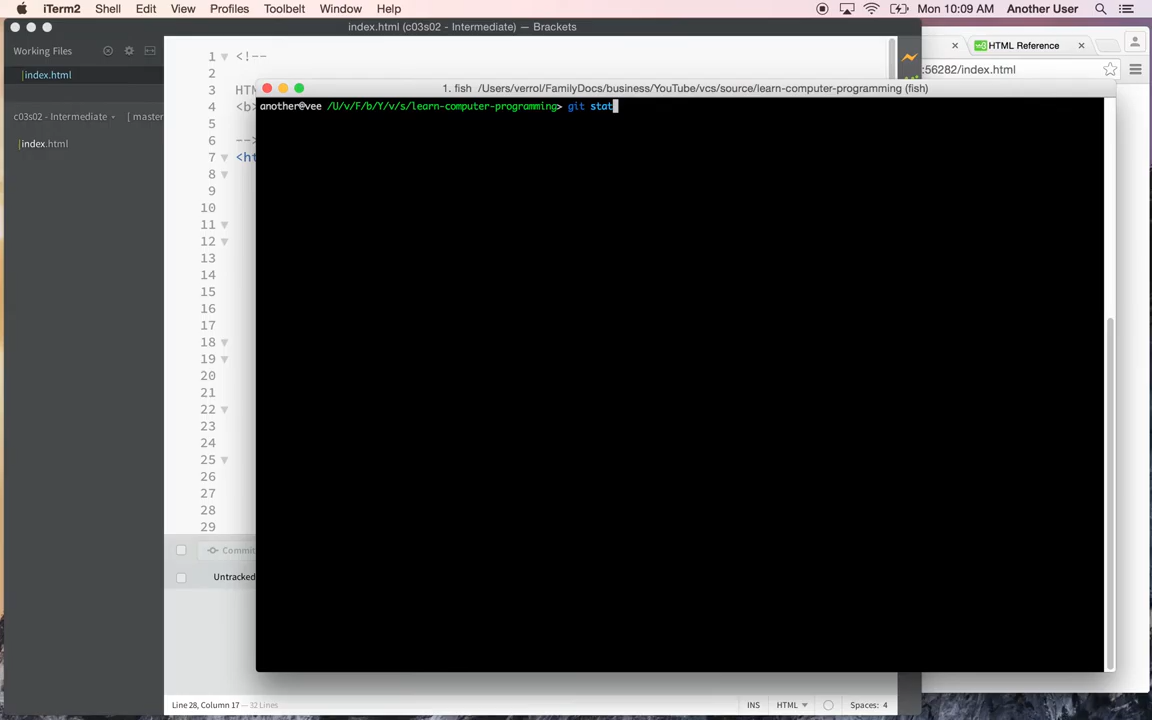 iTerm2 Shell Edit View Profiles Toolbelt Window Help Mon 10:09 AM Another User
index.html (c03s02 - Intermediate) — Brackets
Working Files
index.html
c03s02 - Intermediate [ master
index.html
HTML Reference
:56282/index.html
1 <!--
2
3 HT
4 <b
5
6 -->
7 <ht
8
9
10
11
12
13
14
15
16
17
18
19
20
21
22
23
24
25
26
27
28
29
1. fish /Users/verrol/FamilyDocs/business/YouTube/vcs/source/learn-computer-programming (fish)
another@vee /U/v/F/b/Y/v/s/learn-computer-programming> git stat
Commit
Untracked
Line 28, Column 17 — 32 Lines
INS HTML Spaces: 4